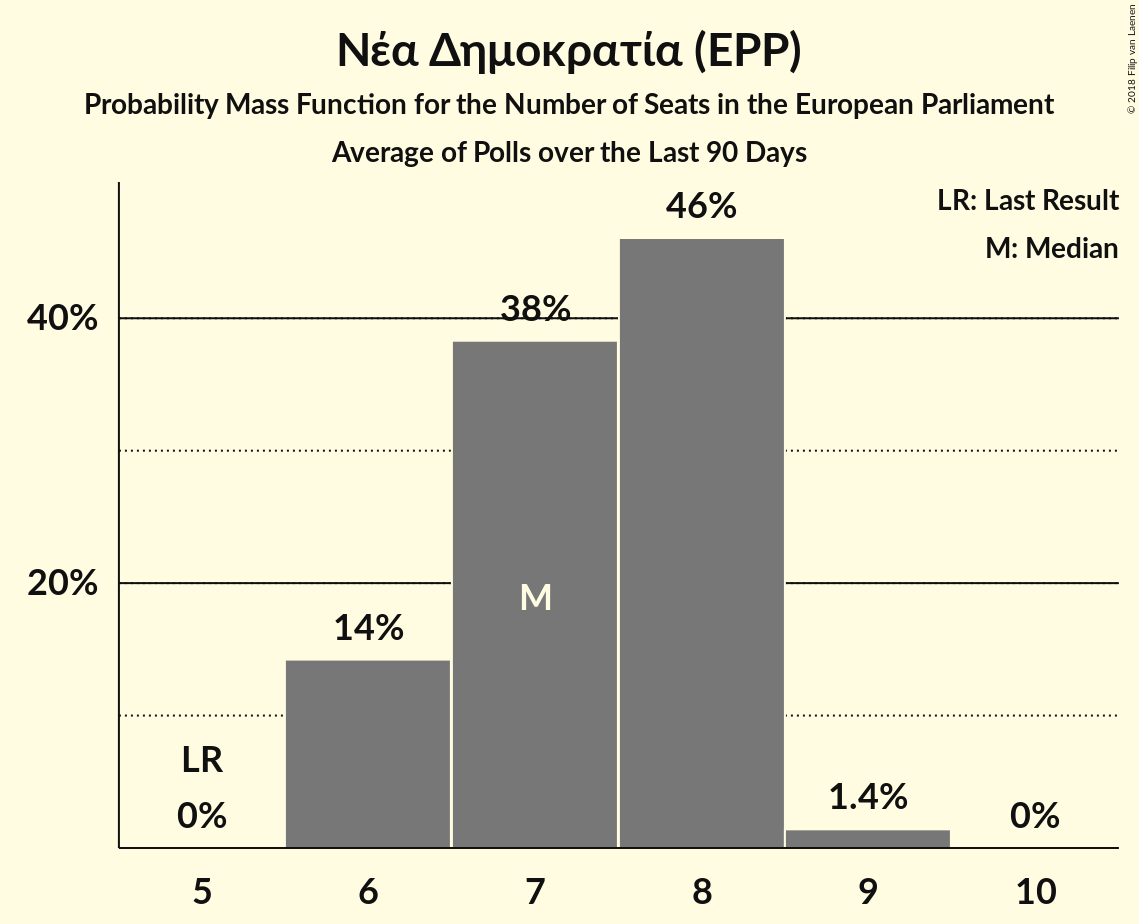 Νέα Δημοκρατία (EPP)
Probability Mass Function for the Number of Seats in the European Parliament
Average of Polls over the Last 90 Days
© 2018 Filip van Laenen
LR: Last Result
M: Median
46%
38%
40%
M
20%
14%
LR
0%
1.4%
0%
5 6 7 8 9 10